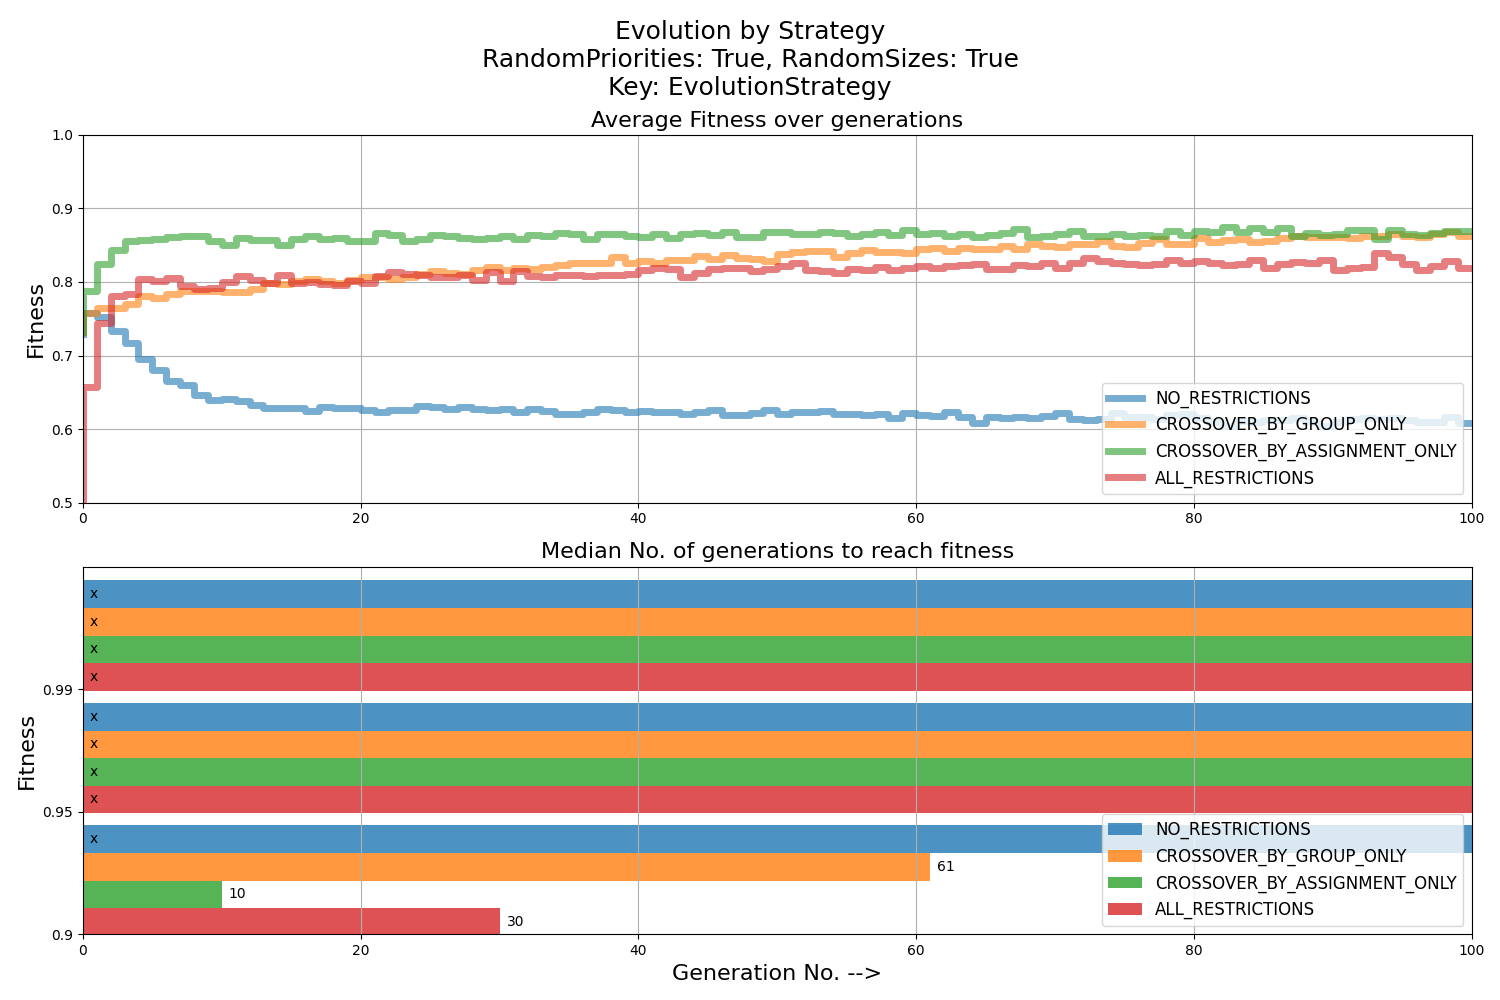 Evolution by Strategy
RandomPriorities: True, RandomSizes: True
Key: EvolutionStrategy
Average Fitness over generations
1.0
0.9
0.8
0.7
0.6
0.5
Fitness
0
20
40
60
80
100
NO_RESTRICTIONS
CROSSOVER_BY_GROUP_ONLY
CROSSOVER_BY_ASSIGNMENT_ONLY
ALL_RESTRICTIONS
Median No. of generations to reach fitness
x
x
x
x
0.99
x
x
x
x
0.95
x
61
10
30
0.9
Fitness
NO_RESTRICTIONS
CROSSOVER_BY_GROUP_ONLY
CROSSOVER_BY_ASSIGNMENT_ONLY
ALL_RESTRICTIONS
0
20
40
60
80
100
Generation No. -->